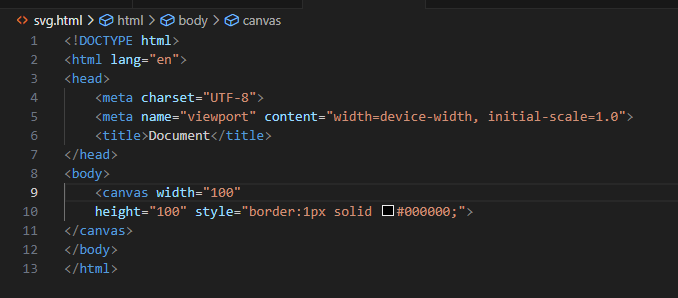 svg.html > html > body > canvas
1 <!DOCTYPE html>
2 <html lang="en">
3 <head>
4     <meta charset="UTF-8">
5     <meta name="viewport" content="width=device-width, initial-scale=1.0">
6     <title>Document</title>
7 </head>
8 <body>
9     <canvas width="100"
10     height="100" style="border:1px solid #000000;">
11 </canvas>
12 </body>
13 </html>